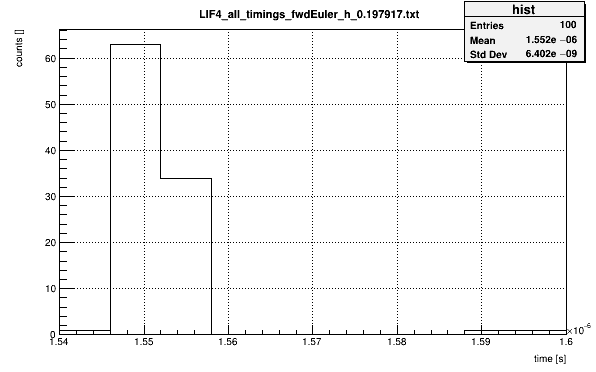 LIF4_all_timings_fwdEuler_h_0.197917.txt
hist
Entries 100
Mean 1.552e −06
Std Dev 6.402e −09
counts []
60
50
40
30
20
10
0
1.54 1.55 1.56 1.57 1.58 1.59 1.6
×10−6
time [s]